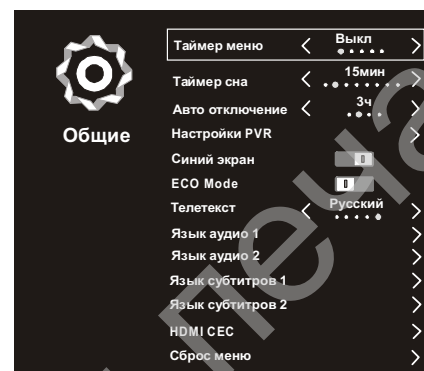 Общие
Таймер меню Выкл
Таймер сна 15мин
Авто отключение 3ч
Настройки PVR
Синий экран
ECO Mode
Телетекст Русский
Язык аудио 1
Язык аудио 2
Язык субтитров 1
Язык субтитров 2
HDMI CEC
Сброс меню